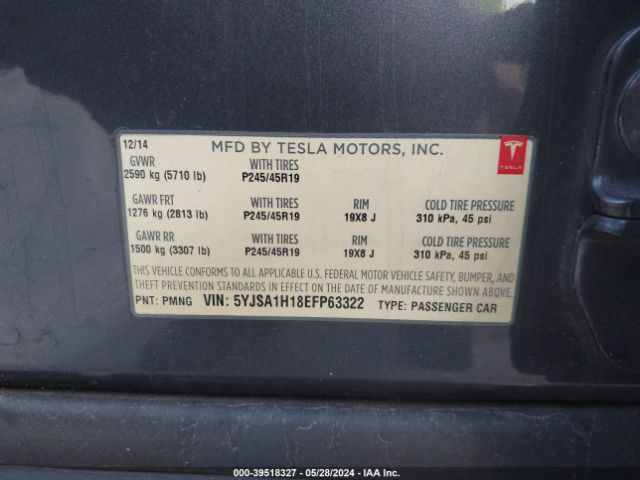 12/14 MFD BY TESLA MOTORS, INC.
TESLA
GVWR WITH TIRES
2590 kg (5710 lb) P245/45R19
GAWR FRT WITH TIRES RIM COLD TIRE PRESSURE
1276 kg (2813 lb) P245/45R19 19X8 J 310 kPa, 45 psi
GAWR RR WITH TIRES RIM COLD TIRE PRESSURE
1500 kg (3307 lb) P245/45R19 19X8 J 310 kPa, 45 psi
THIS VEHICLE CONFORMS TO ALL APPLICABLE U.S. FEDERAL MOTOR VEHICLE SAFETY, BUMPER, AND
THEFT PREVENTION STANDARDS IN EFFECT ON THE DATE OF MANUFACTURE SHOWN ABOVE.
PNT: PMNG VIN: 5YJSA1H18EFP63322 TYPE: PASSENGER CAR
000-39518327 - 05/28/2024 - IAA Inc.